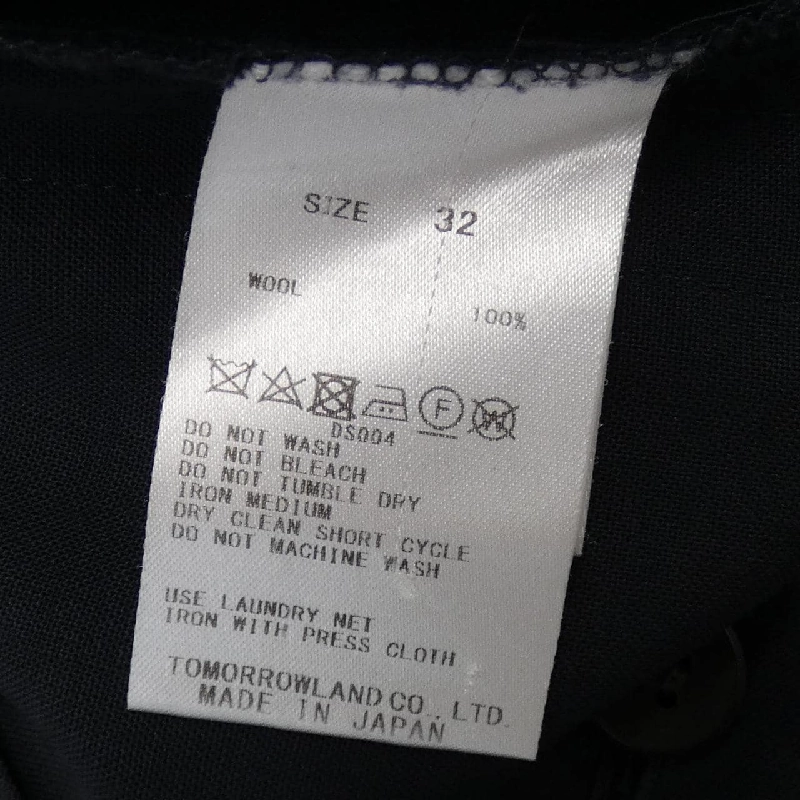 SIZE 32
WOOL
100%
F W
DS004
DO NOT WASH
DO NOT BLEACH
DO NOT TUMBLE DRY
IRON MEDIUM
DRY CLEAN SHORT CYCLE
DO NOT MACHINE WASH
USE LAUNDRY NET
IRON WITH PRESS CLOTH
TOMORROWLAND CO., LTD.
MADE IN JAPAN